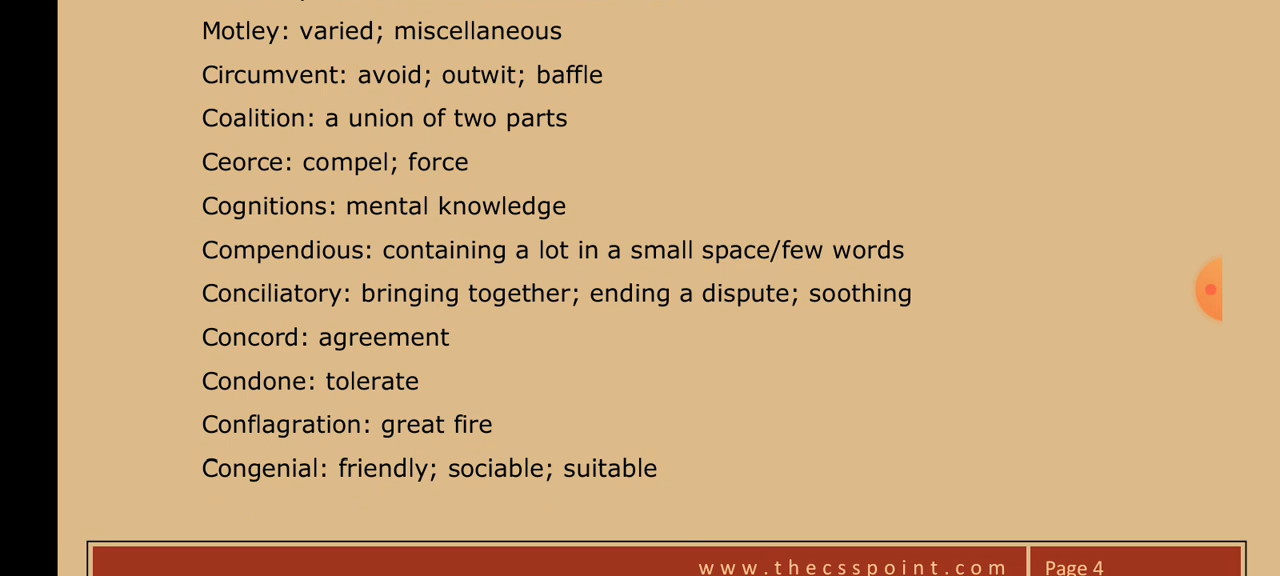 Motley: varied; miscellaneous
Circumvent: avoid; outwit; baffle
Coalition: a union of two parts
Ceorce: compel; force
Cognitions: mental knowledge
Compendious: containing a lot in a small space/few words
Conciliatory: bringing together; ending a dispute; soothing
Concord: agreement
Condone: tolerate
Conflagration: great fire
Congenial: friendly; sociable; suitable
www.thecsspoint.com Page 4